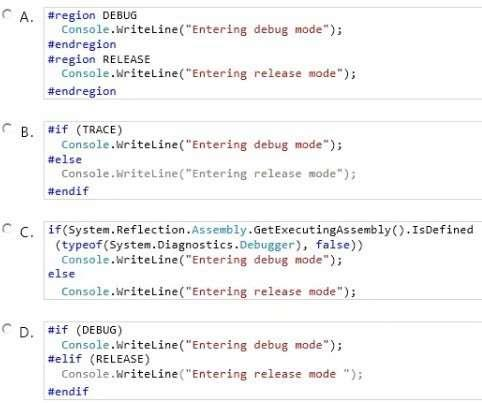 A. #region DEBUG
Console.WriteLine("Entering debug mode");
#endregion
#region RELEASE
Console.WriteLine("Entering release mode");
#endregion
B. #if (TRACE)
Console.WriteLine("Entering debug mode");
#else
Console.WriteLine("Entering release mode");
#endif
C. if(System.Reflection.Assembly.GetExecutingAssembly().IsDefined
(typeof(System.Diagnostics.Debugger), false))
Console.WriteLine("Entering debug mode");
else
Console.WriteLine("Entering release mode");
D. #if (DEBUG)
Console.WriteLine("Entering debug mode");
#elif (RELEASE)
Console.WriteLine("Entering release mode ");
#endif